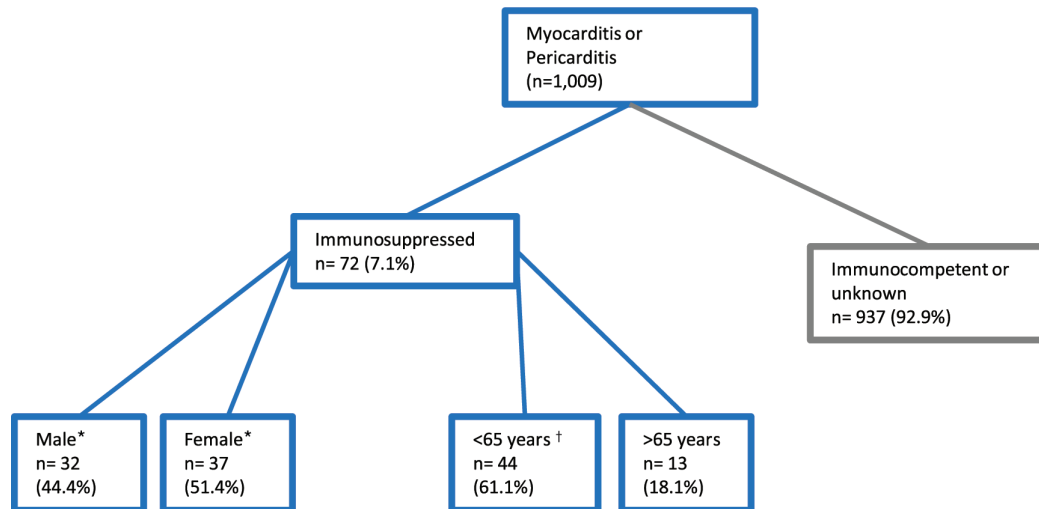 Myocarditis or
Pericarditis
(n=1,009)
Immunosuppressed
n= 72 (7.1%)
Immunocompetent or
unknown
n= 937 (92.9%)
Male*
n= 32
(44.4%)
Female*
n= 37
(51.4%)
<65 years †
n= 44
(61.1%)
>65 years
n= 13
(18.1%)